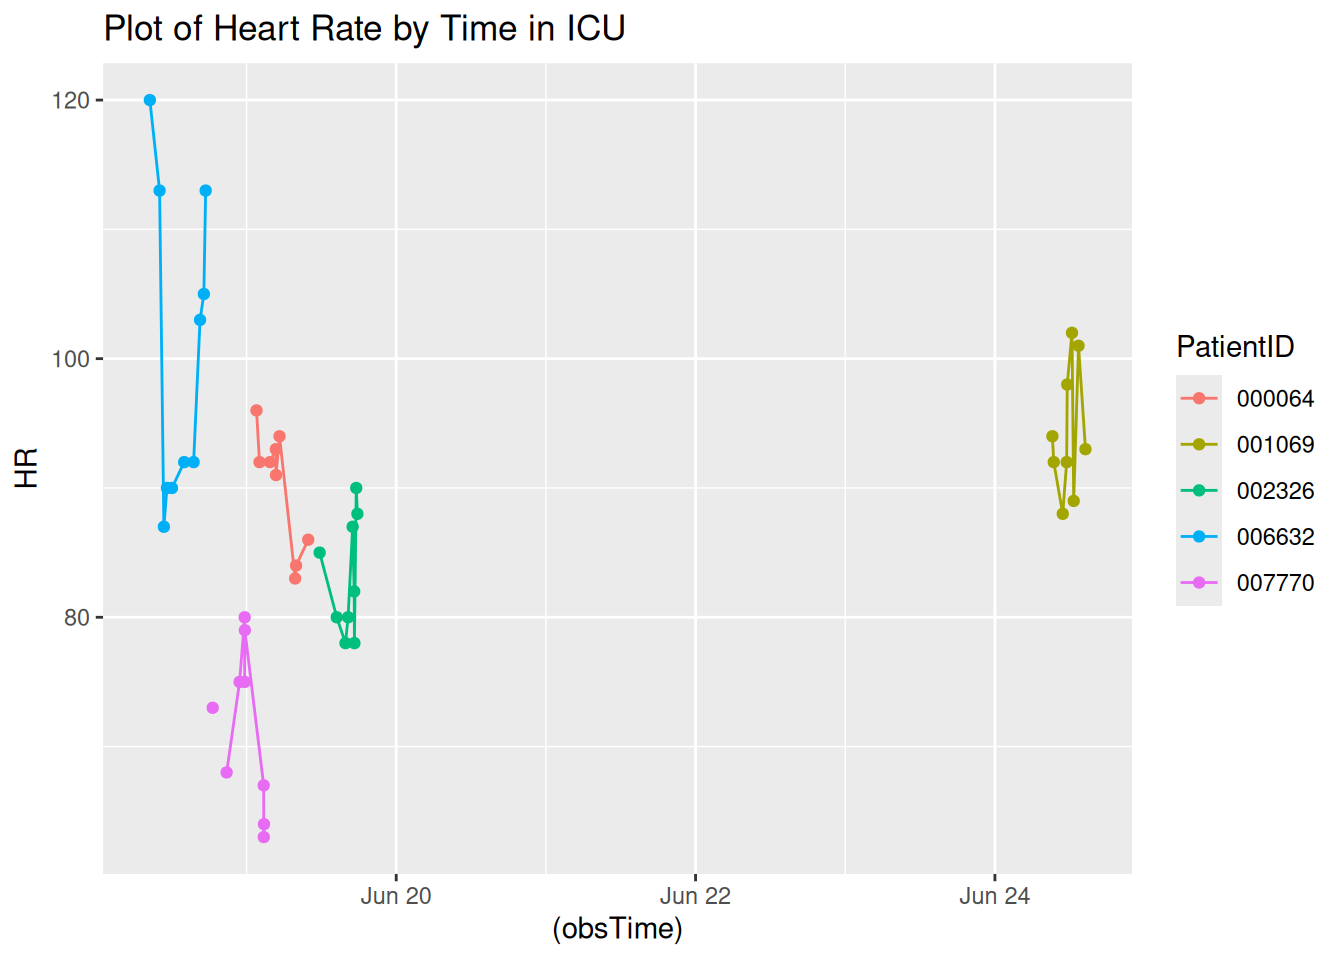 Plot of Heart Rate by Time in ICU
120
100
80
HR
Jun 20
Jun 22
Jun 24
(obsTime)
PatientID
000064
001069
002326
006632
007770